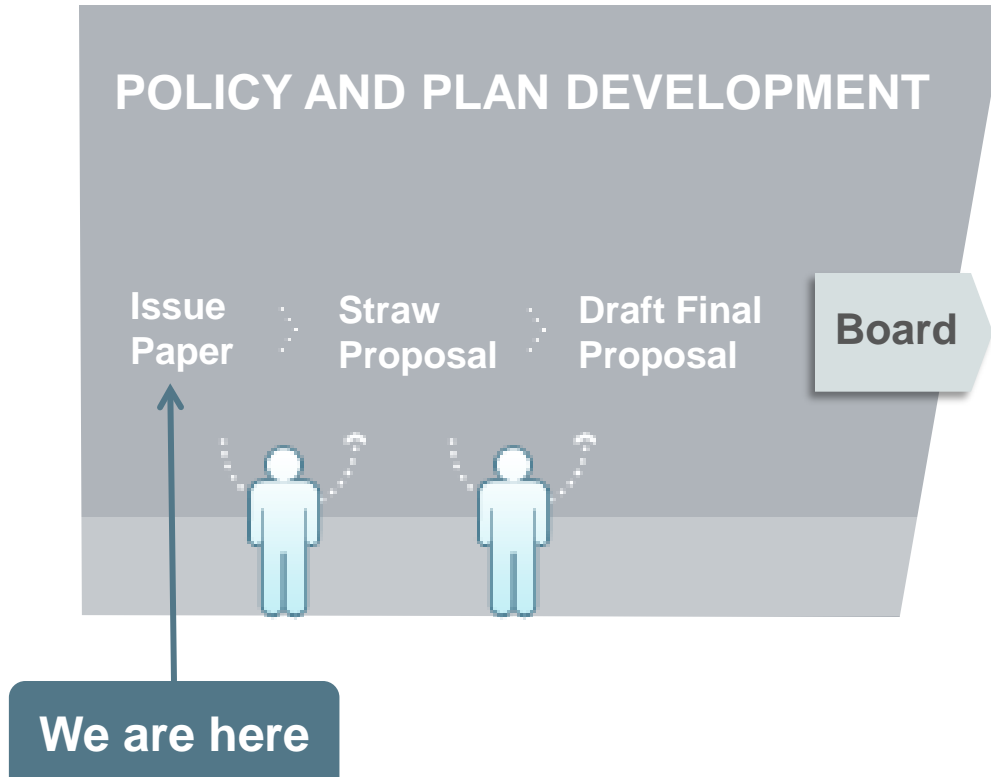 POLICY AND PLAN DEVELOPMENT
Issue
Paper
Straw
Proposal
Draft Final
Proposal
Board
We are here